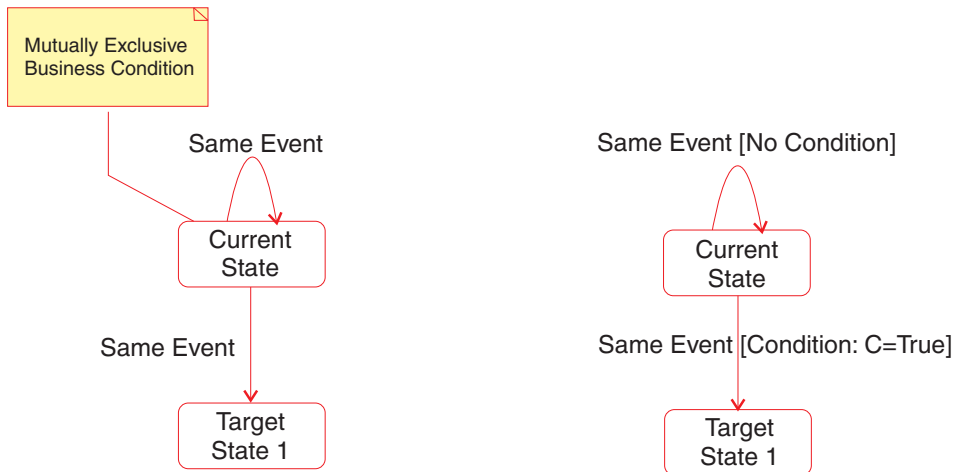 Mutually Exclusive
Business Condition
Same Event
Current
State
Same Event
Target
State 1
Same Event [No Condition]
Current
State
Same Event [Condition: C=True]
Target
State 1